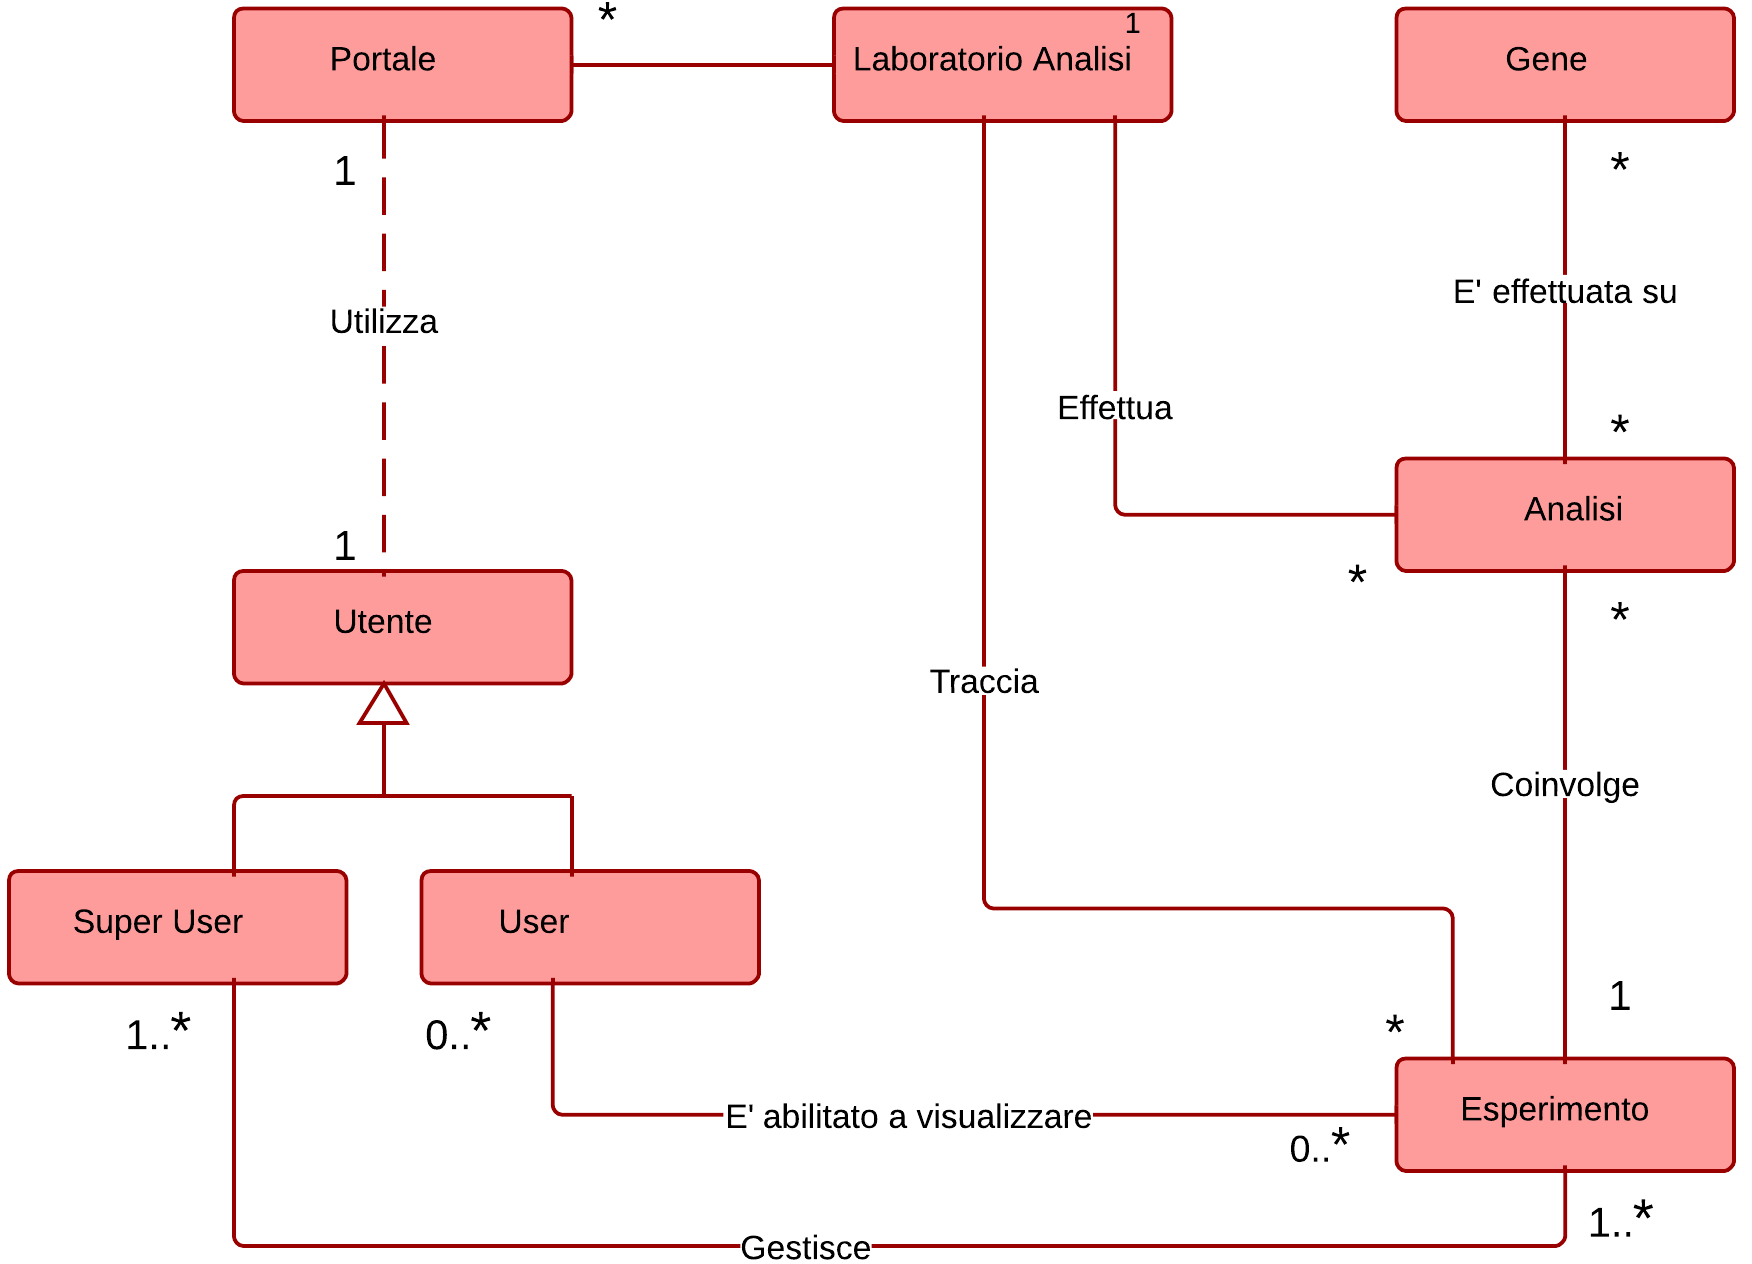 *
1
Portale
Laboratorio Analisi
Gene
1
*
E' effettuata su
Utilizza
Effettua
*
Analisi
1
*
*
Utente
Traccia
Coinvolge
Super User
User
1
1..*
0..*
*
Esperimento
E' abilitato a visualizzare
0..*
1..*
Gestisce